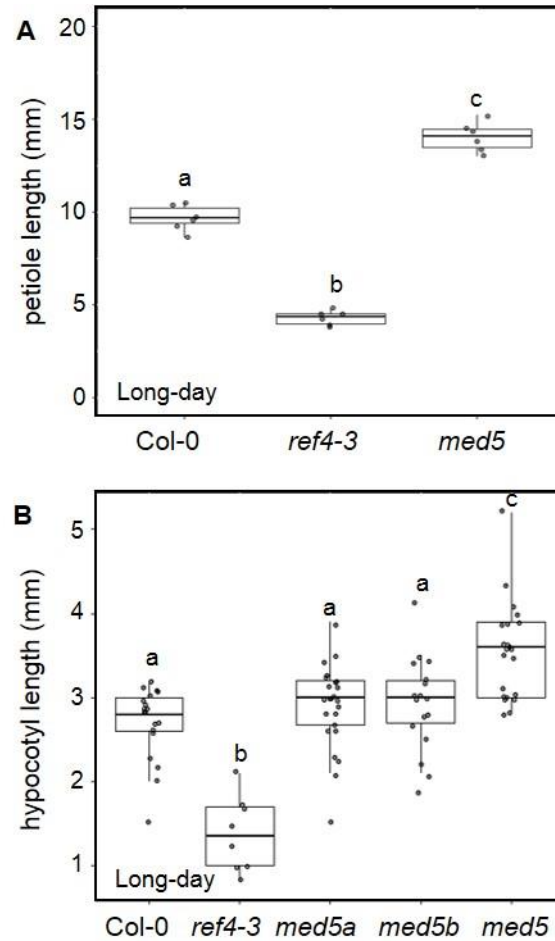 A
petiole length (mm)
20
15
10
5
0
a
b
c
Long-day
Col-0 ref4-3 med5
B
hypocotyl length (mm)
5
4
3
2
1
a
b
a
a
c
Long-day
Col-0 ref4-3 med5a med5b med5